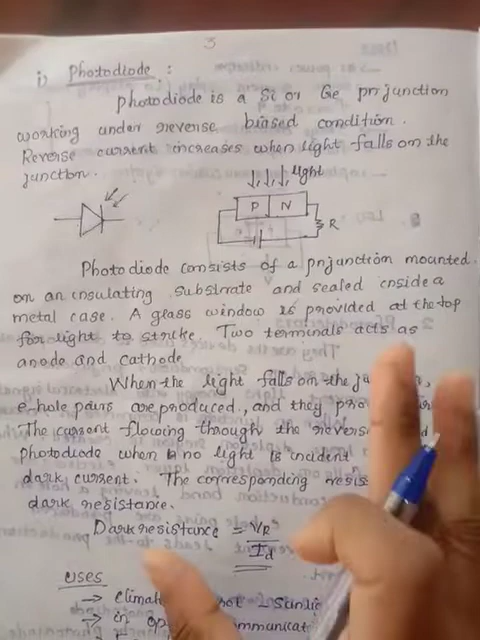 3
i) Photodiode :
photodiode is a Si or Ge pnjunction
working under reverse biased condition.
Reverse current increases when light falls on the
junction.
light
P N
R
Photodiode consists of a pnjunction mounted
on an insulating substrate and sealed inside a
metal case. A glass window is provided at the top
for light to strike. Two terminals acts as
anode and cathode
When the light falls on the
e-hole pairs are produced, and they
The current flowing through the
photodiode when no light is incident
dark current. The corresponding
dark resistance.
Dark resistance = VR / Id
uses
→
→ in